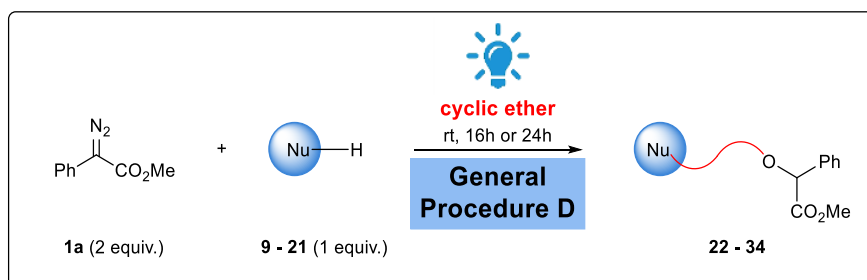 N2
Ph
CO2Me
+
Nu
H
cyclic ether
rt, 16h or 24h
General
Procedure D
Nu
O
Ph
CO2Me
1a (2 equiv.)
9 - 21 (1 equiv.)
22 - 34